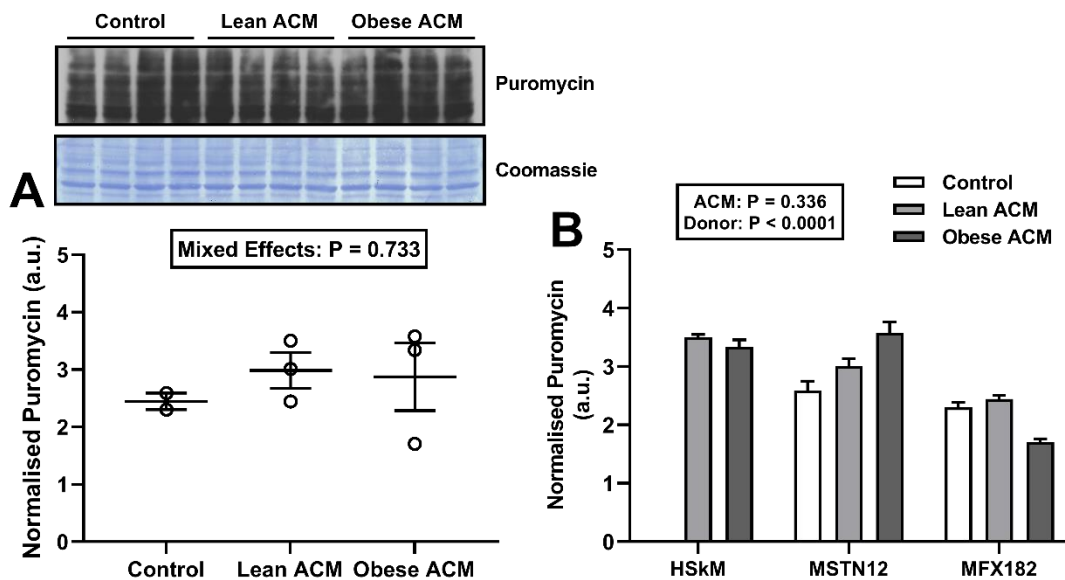 Control Lean ACM Obese ACM
Puromycin
Coomassie
A
Mixed Effects: P = 0.733
Normalised Puromycin (a.u.)
5
4
3
2
1
0
Control Lean ACM Obese ACM
B
ACM: P = 0.336
Donor: P < 0.0001
Control
Lean ACM
Obese ACM
Normalised Puromycin
(a.u.)
5
4
3
2
1
0
HSkM MSTN12 MFX182